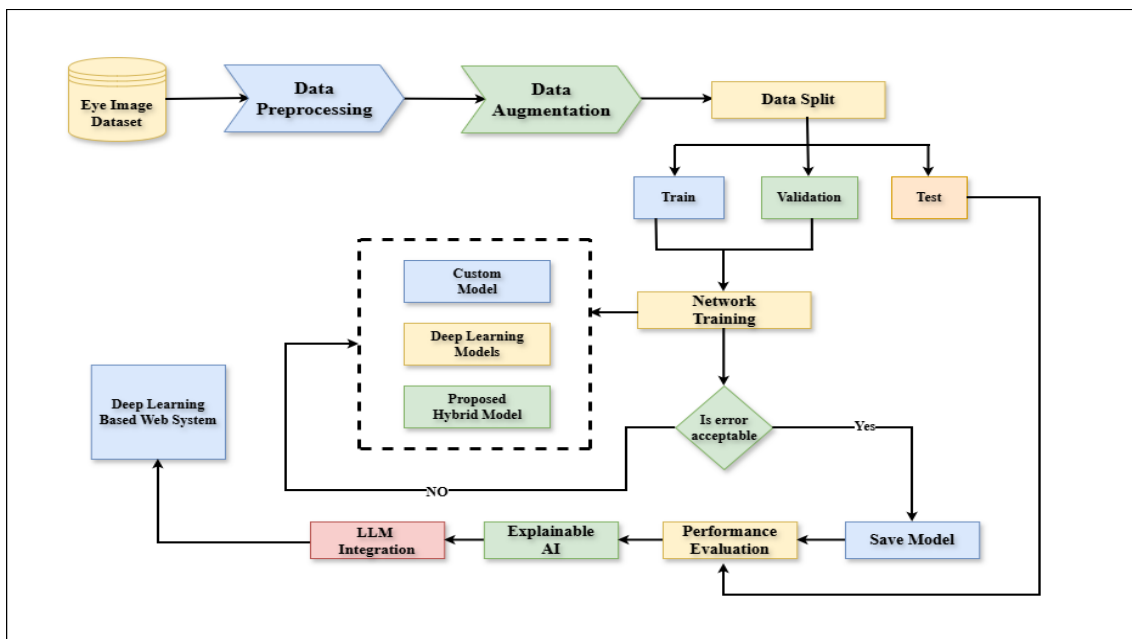 Eye Image
Dataset
Data
Preprocessing
Data
Augmentation
Data Split
Train
Validation
Test
Custom
Model
Network
Training
Deep Learning
Models
Deep Learning
Based Web System
Proposed
Hybrid Model
Is error
acceptable
Yes
NO
LLM
Integration
Explainable
AI
Performance
Evaluation
Save Model